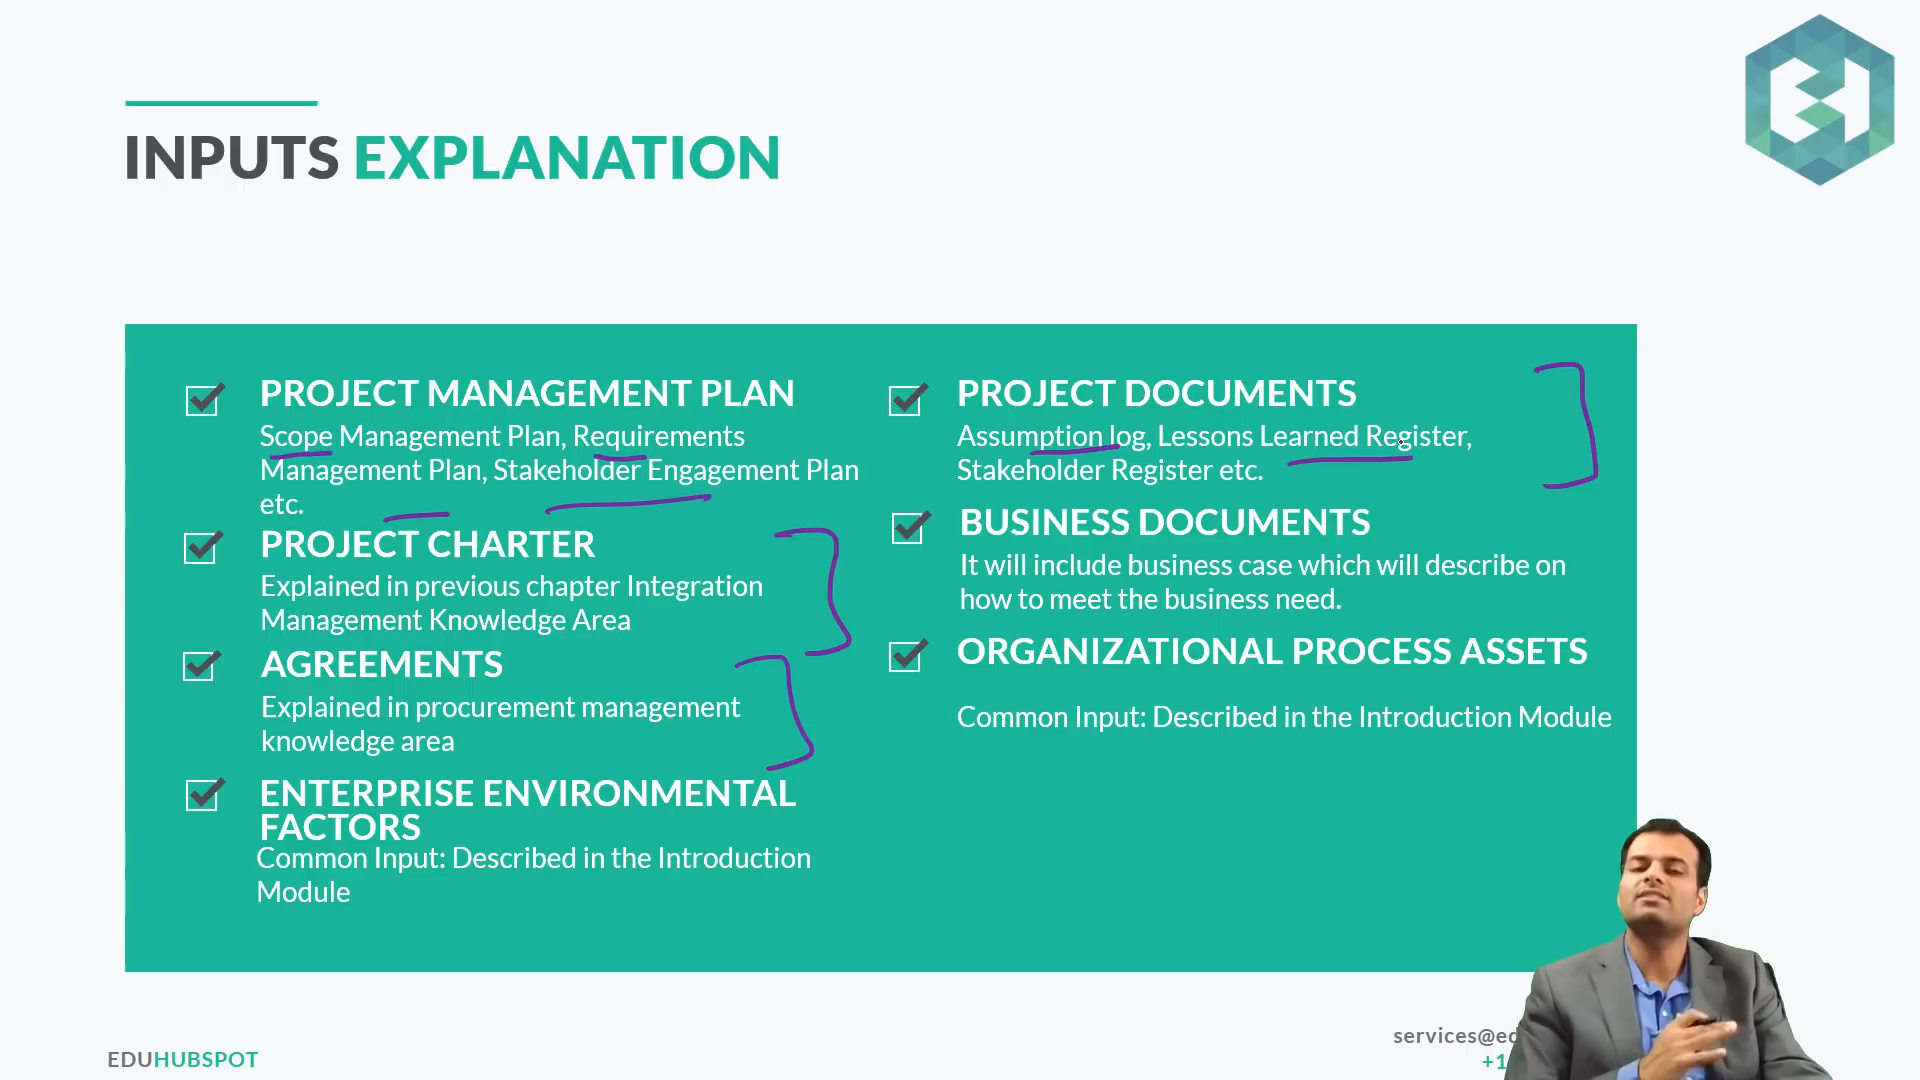 INPUTS EXPLANATION
PROJECT MANAGEMENT PLAN
Scope Management Plan, Requirements
Management Plan, Stakeholder Engagement Plan
etc.
PROJECT CHARTER
Explained in previous chapter Integration
Management Knowledge Area
AGREEMENTS
Explained in procurement management
knowledge area
ENTERPRISE ENVIRONMENTAL
FACTORS
Common Input: Described in the Introduction
Module
PROJECT DOCUMENTS
Assumption log, Lessons Learned Register,
Stakeholder Register etc.
BUSINESS DOCUMENTS
It will include business case which will describe on
how to meet the business need.
ORGANIZATIONAL PROCESS ASSETS
Common Input: Described in the Introduction Module
EDUHUBSPOT
services@ed
+1